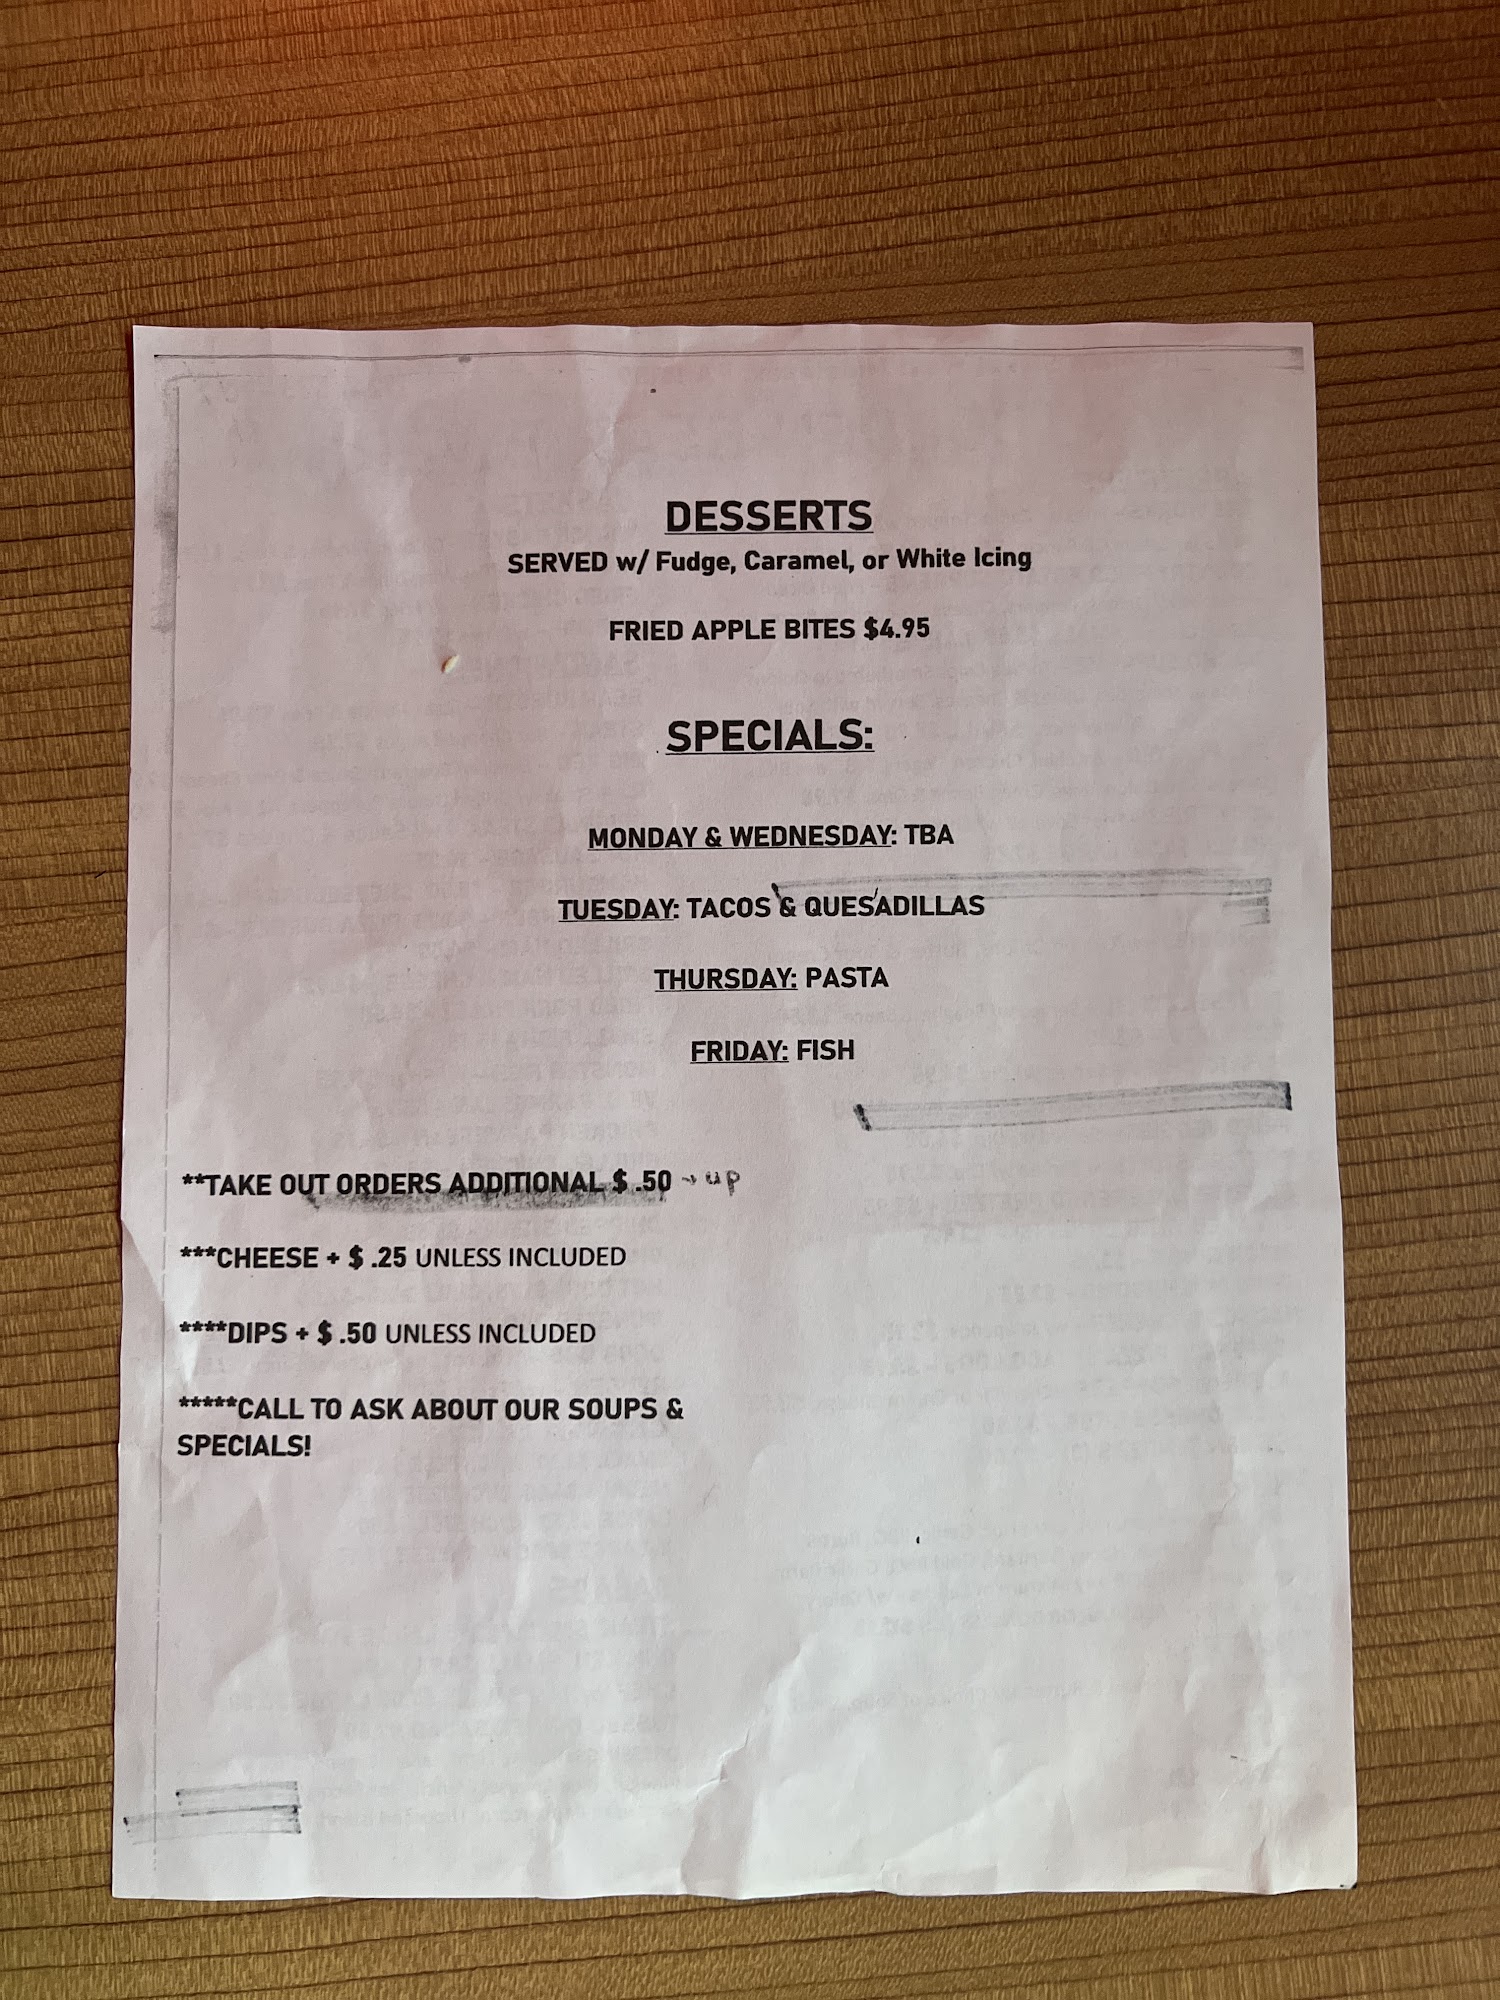 DESSERTS
SERVED w/ Fudge, Caramel, or White Icing
FRIED APPLE BITES $4.95
SPECIALS:
MONDAY & WEDNESDAY: TBA
TUESDAY: TACOS & QUESADILLAS
THURSDAY: PASTA
FRIDAY: FISH
**TAKE OUT ORDERS ADDITIONAL $ .50 → up
***CHEESE + $ .25 UNLESS INCLUDED
****DIPS + $ .50 UNLESS INCLUDED
*****CALL TO ASK ABOUT OUR SOUPS &
SPECIALS!